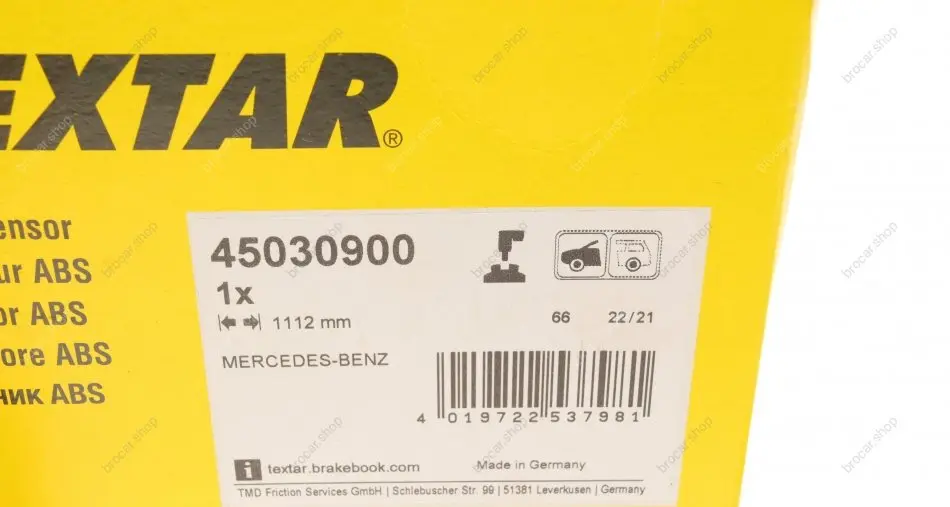 EXTAR®
ensor
45030900
ur ABS
1x
or ABS
1112 mm
66 22/21
ore ABS
MERCEDES-BENZ
ник ABS
4 019722 537981
i textar.brakebook.com
Made in Germany
TMD Friction Services GmbH | Schlebuscher Str. 99 | 51381 Leverkusen | Germany
brocar.shop